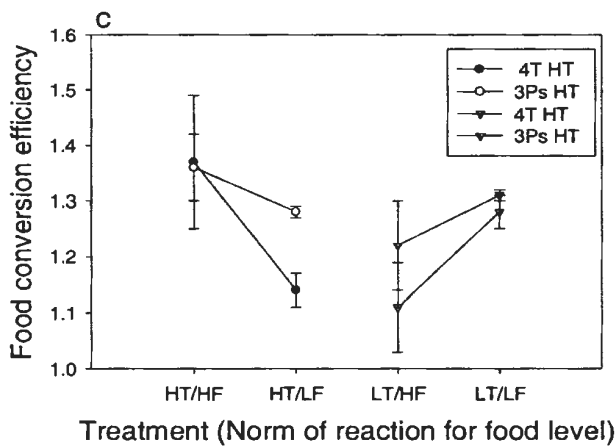 C
Food conversion efficiency
1.6
1.5
1.4
1.3
1.2
1.1
1.0
4T HT
3Ps HT
4T HT
3Ps HT
HT/HF HT/LF LT/HF LT/LF
Treatment (Norm of reaction for food level)